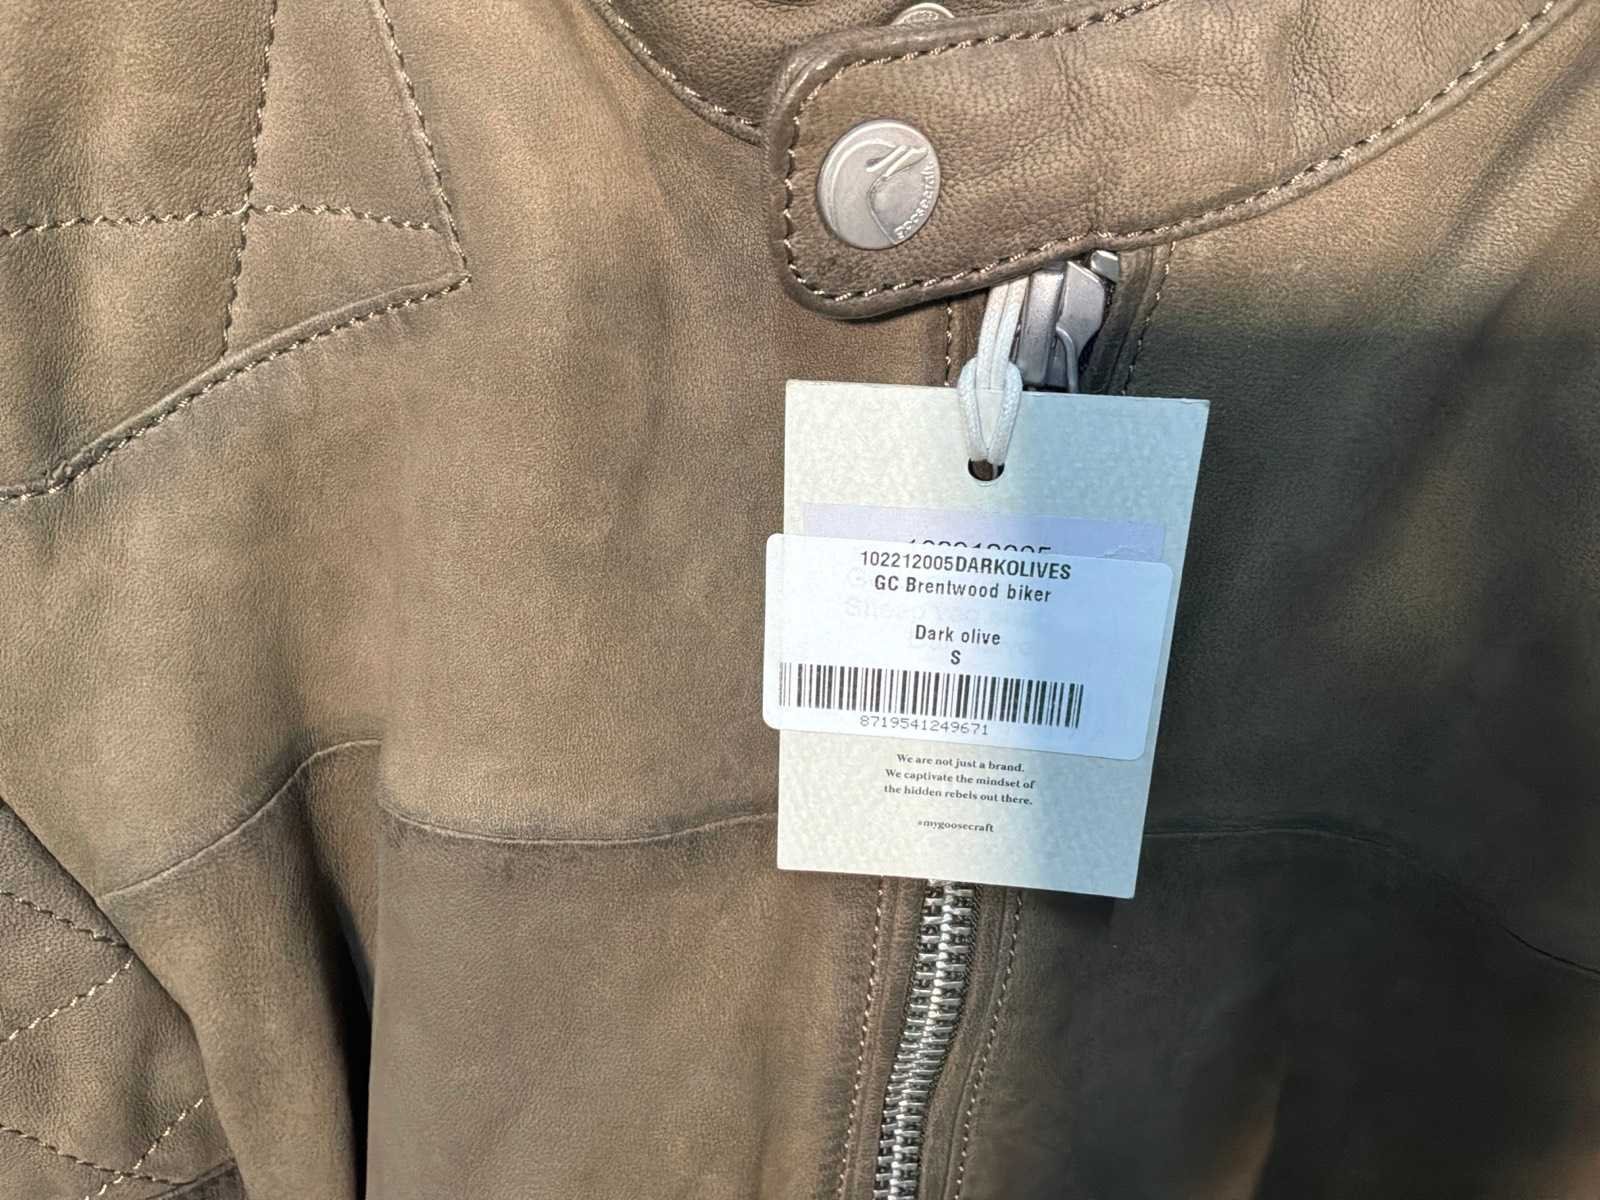 Goosecraft
102212005DARKOLIVES
GC Brentwood biker
Dark olive
S
8719541249671
We are not just a brand.
We captivate the mindset of
the hidden rebels out there.
#mygoosecraft